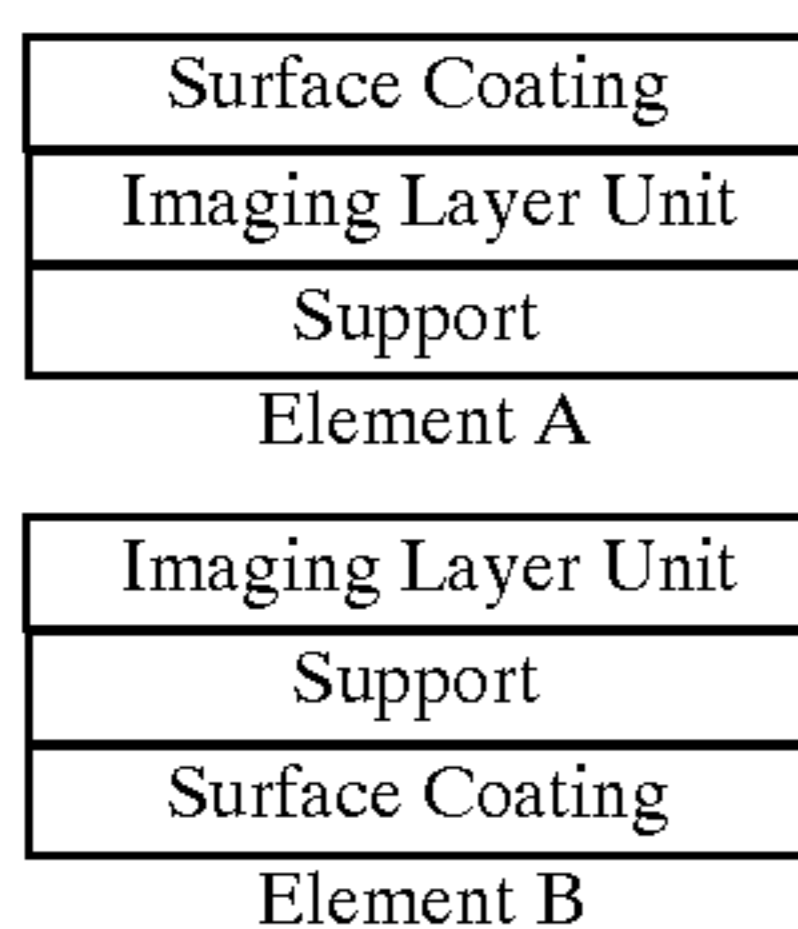 Surface Coating
Imaging Layer Unit
Support
Element A
Imaging Layer Unit
Support
Surface Coating
Element B